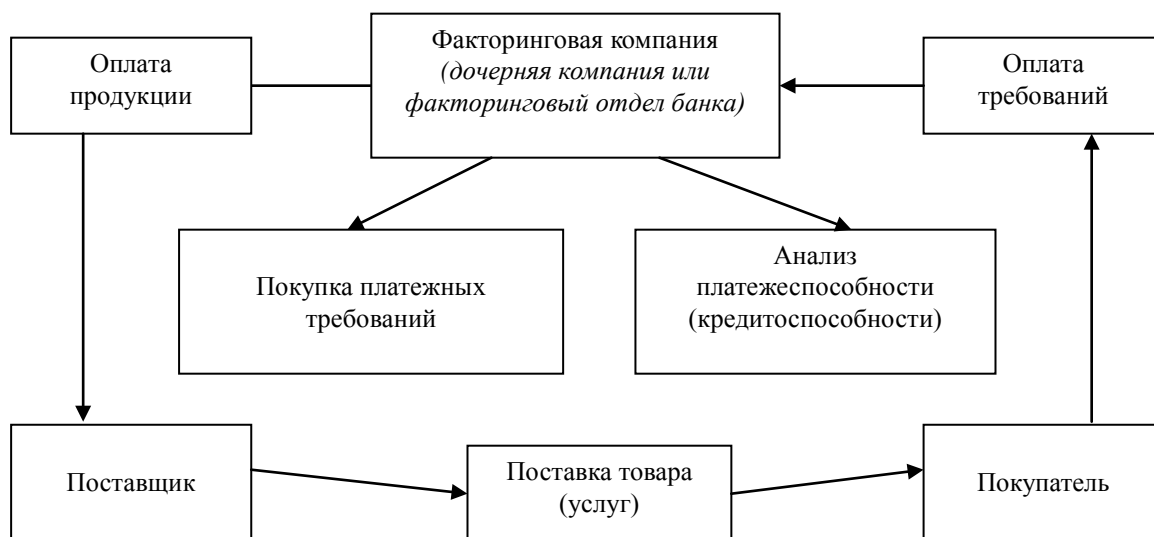 Оплата
продукции
Факторинговая компания
(дочерняя компания или
факторинговый отдел банка)
Оплата
требований
Покупка платежных
требований
Анализ
платежеспособности
(кредитоспособности)
Поставщик
Поставка товара
(услуг)
Покупатель